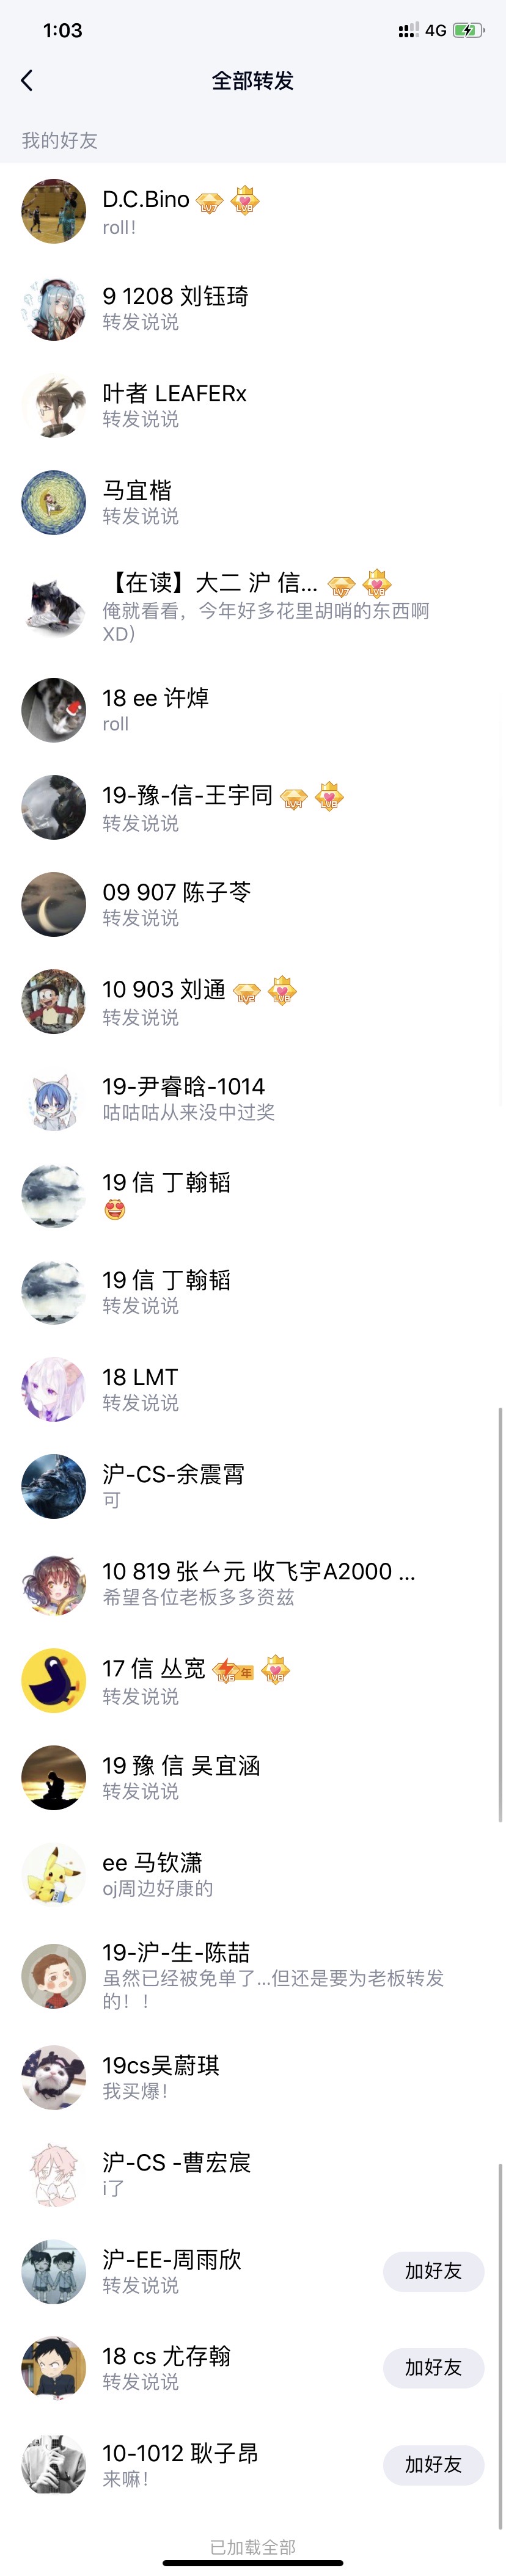 1:03
4G
全部转发
我的好友
D.C.Bino LV7 LV8
roll！
9 1208 刘钰琦
转发说说
叶者 LEAFERx
转发说说
马宜楷
转发说说
【在读】大二 沪 信... LV7 LV8
俺就看看，今年好多花里胡哨的东西啊
XD）
18 ee 许焯
roll
19-豫-信-王宇同 LV4 LV8
转发说说
09 907 陈子苓
转发说说
10 903 刘通 LV2 LV8
转发说说
19-尹睿晗-1014
咕咕咕从来没中过奖
19 信 丁翰韬
19 信 丁翰韬
转发说说
18 LMT
转发说说
沪-CS-余震霄
可
10 819 张厶元 收飞宇A2000 ...
希望各位老板多多资兹
17 信 丛宽 LV6 年 LV8
转发说说
19 豫 信 吴宜涵
转发说说
ee 马钦潇
oj周边好康的
19-沪-生-陈喆
虽然已经被免单了...但还是要为老板转发
的！！
19cs吴蔚琪
我买爆！
沪-CS -曹宏宸
i了
沪-EE-周雨欣
转发说说
加好友
18 cs 尤存翰
转发说说
加好友
10-1012 耿子昂
来嘛！
加好友
已加载全部